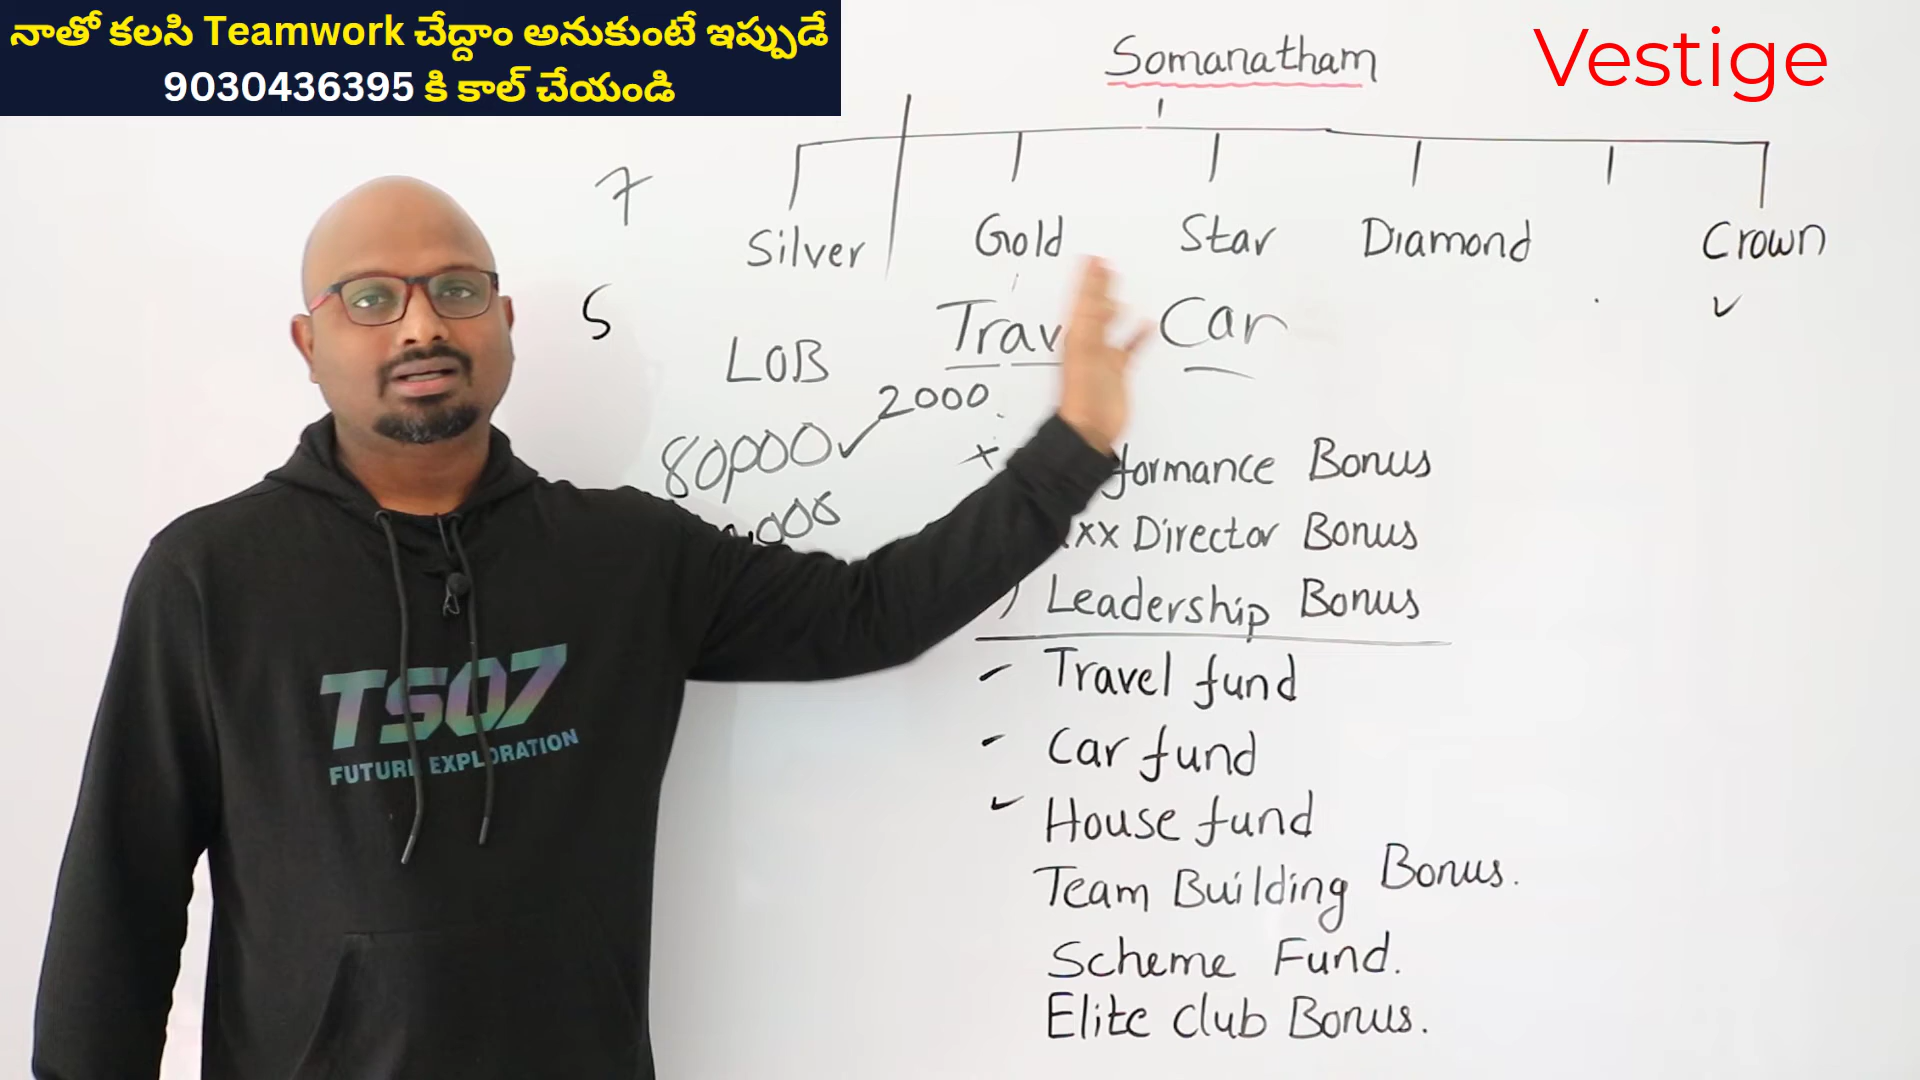 నాతో కలసి Teamwork చేద్దాం అనుకుంటే ఇప్పుడే
9030436395 కి కాల్ చేయండి
Vestige
Somanatham
7
Silver Gold Star Diamond Crown
5
LOB
Car
2000
80,000
Bonus
Director Bonus
Leadership Bonus
Travel fund
Car fund
House fund
Team Building Bonus.
Scheme Fund.
Elite club Bonus.
TS07
FUTURE EXPLORATION